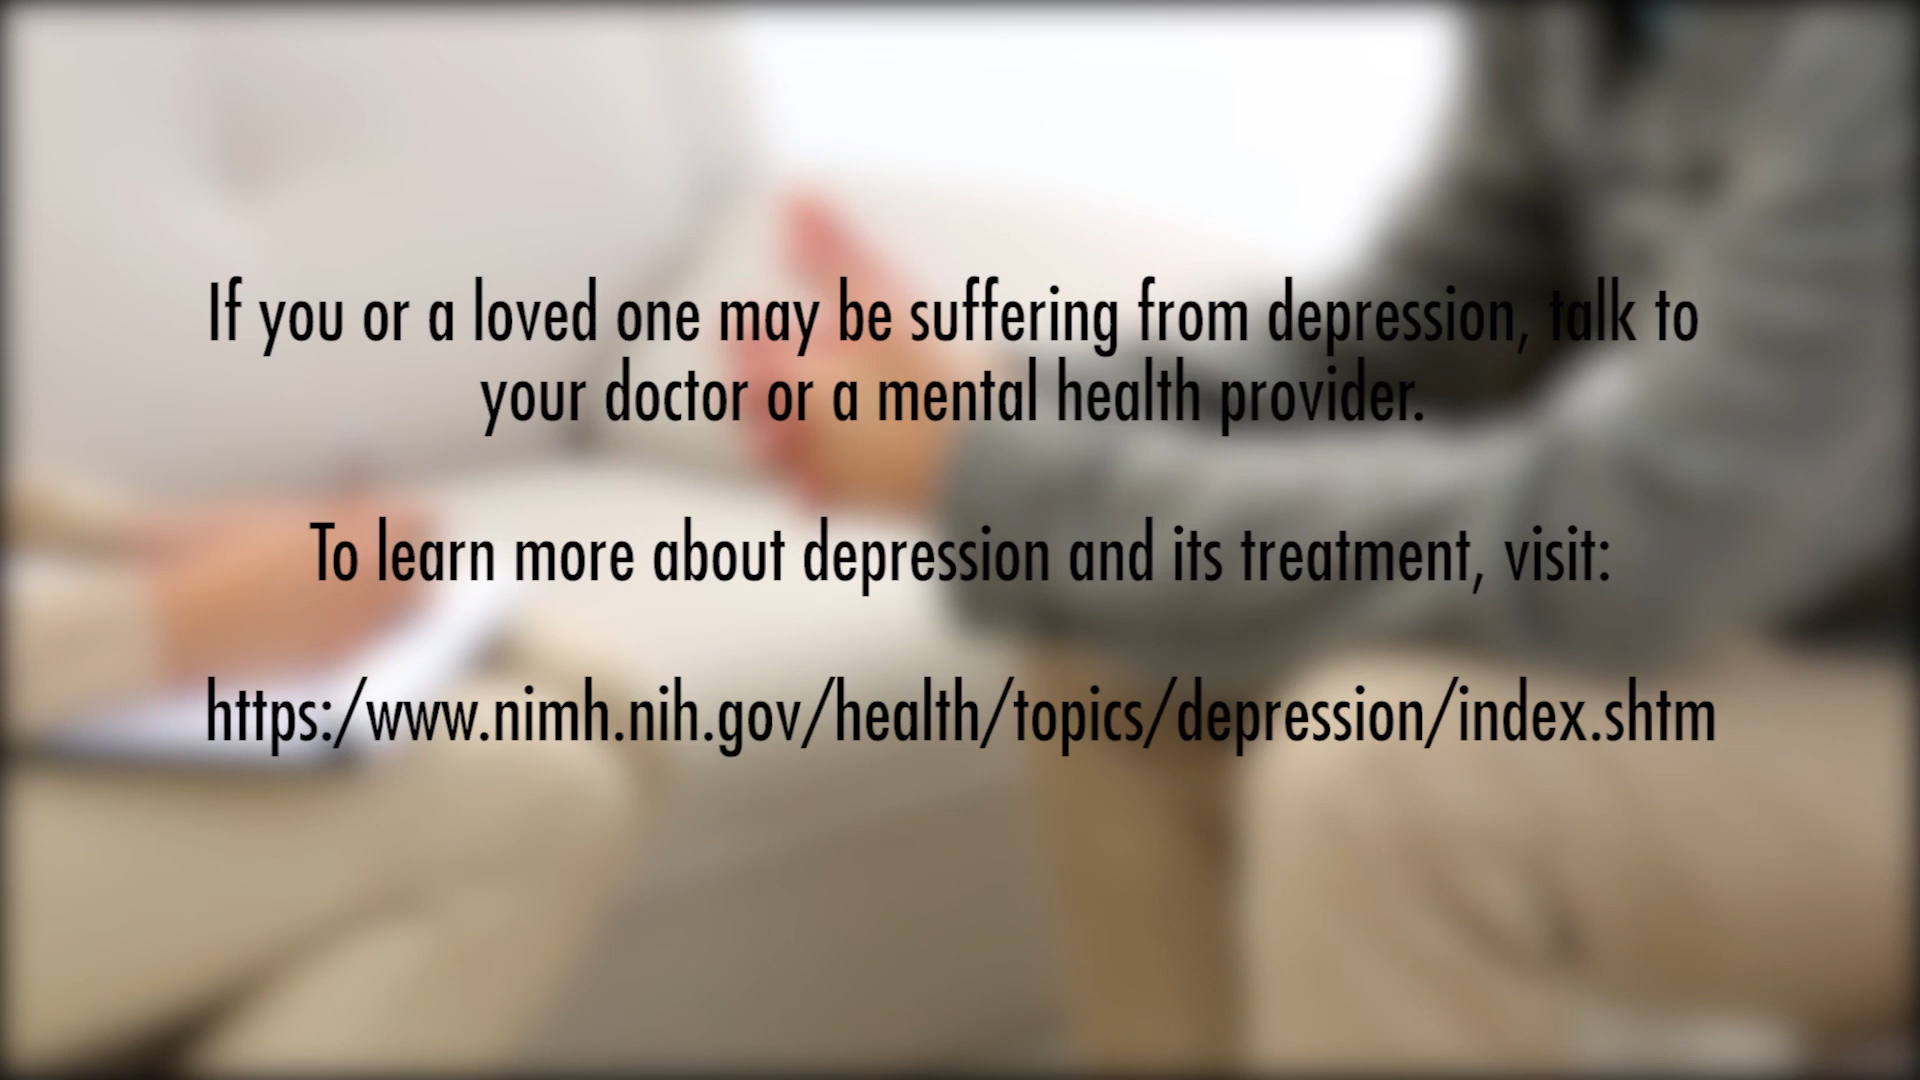 If you or a loved one may be suffering from depression, talk to
your doctor or a mental health provider.
To learn more about depression and its treatment, visit:
https:/www.nimh.nih.gov/health/topics/depression/index.shtm